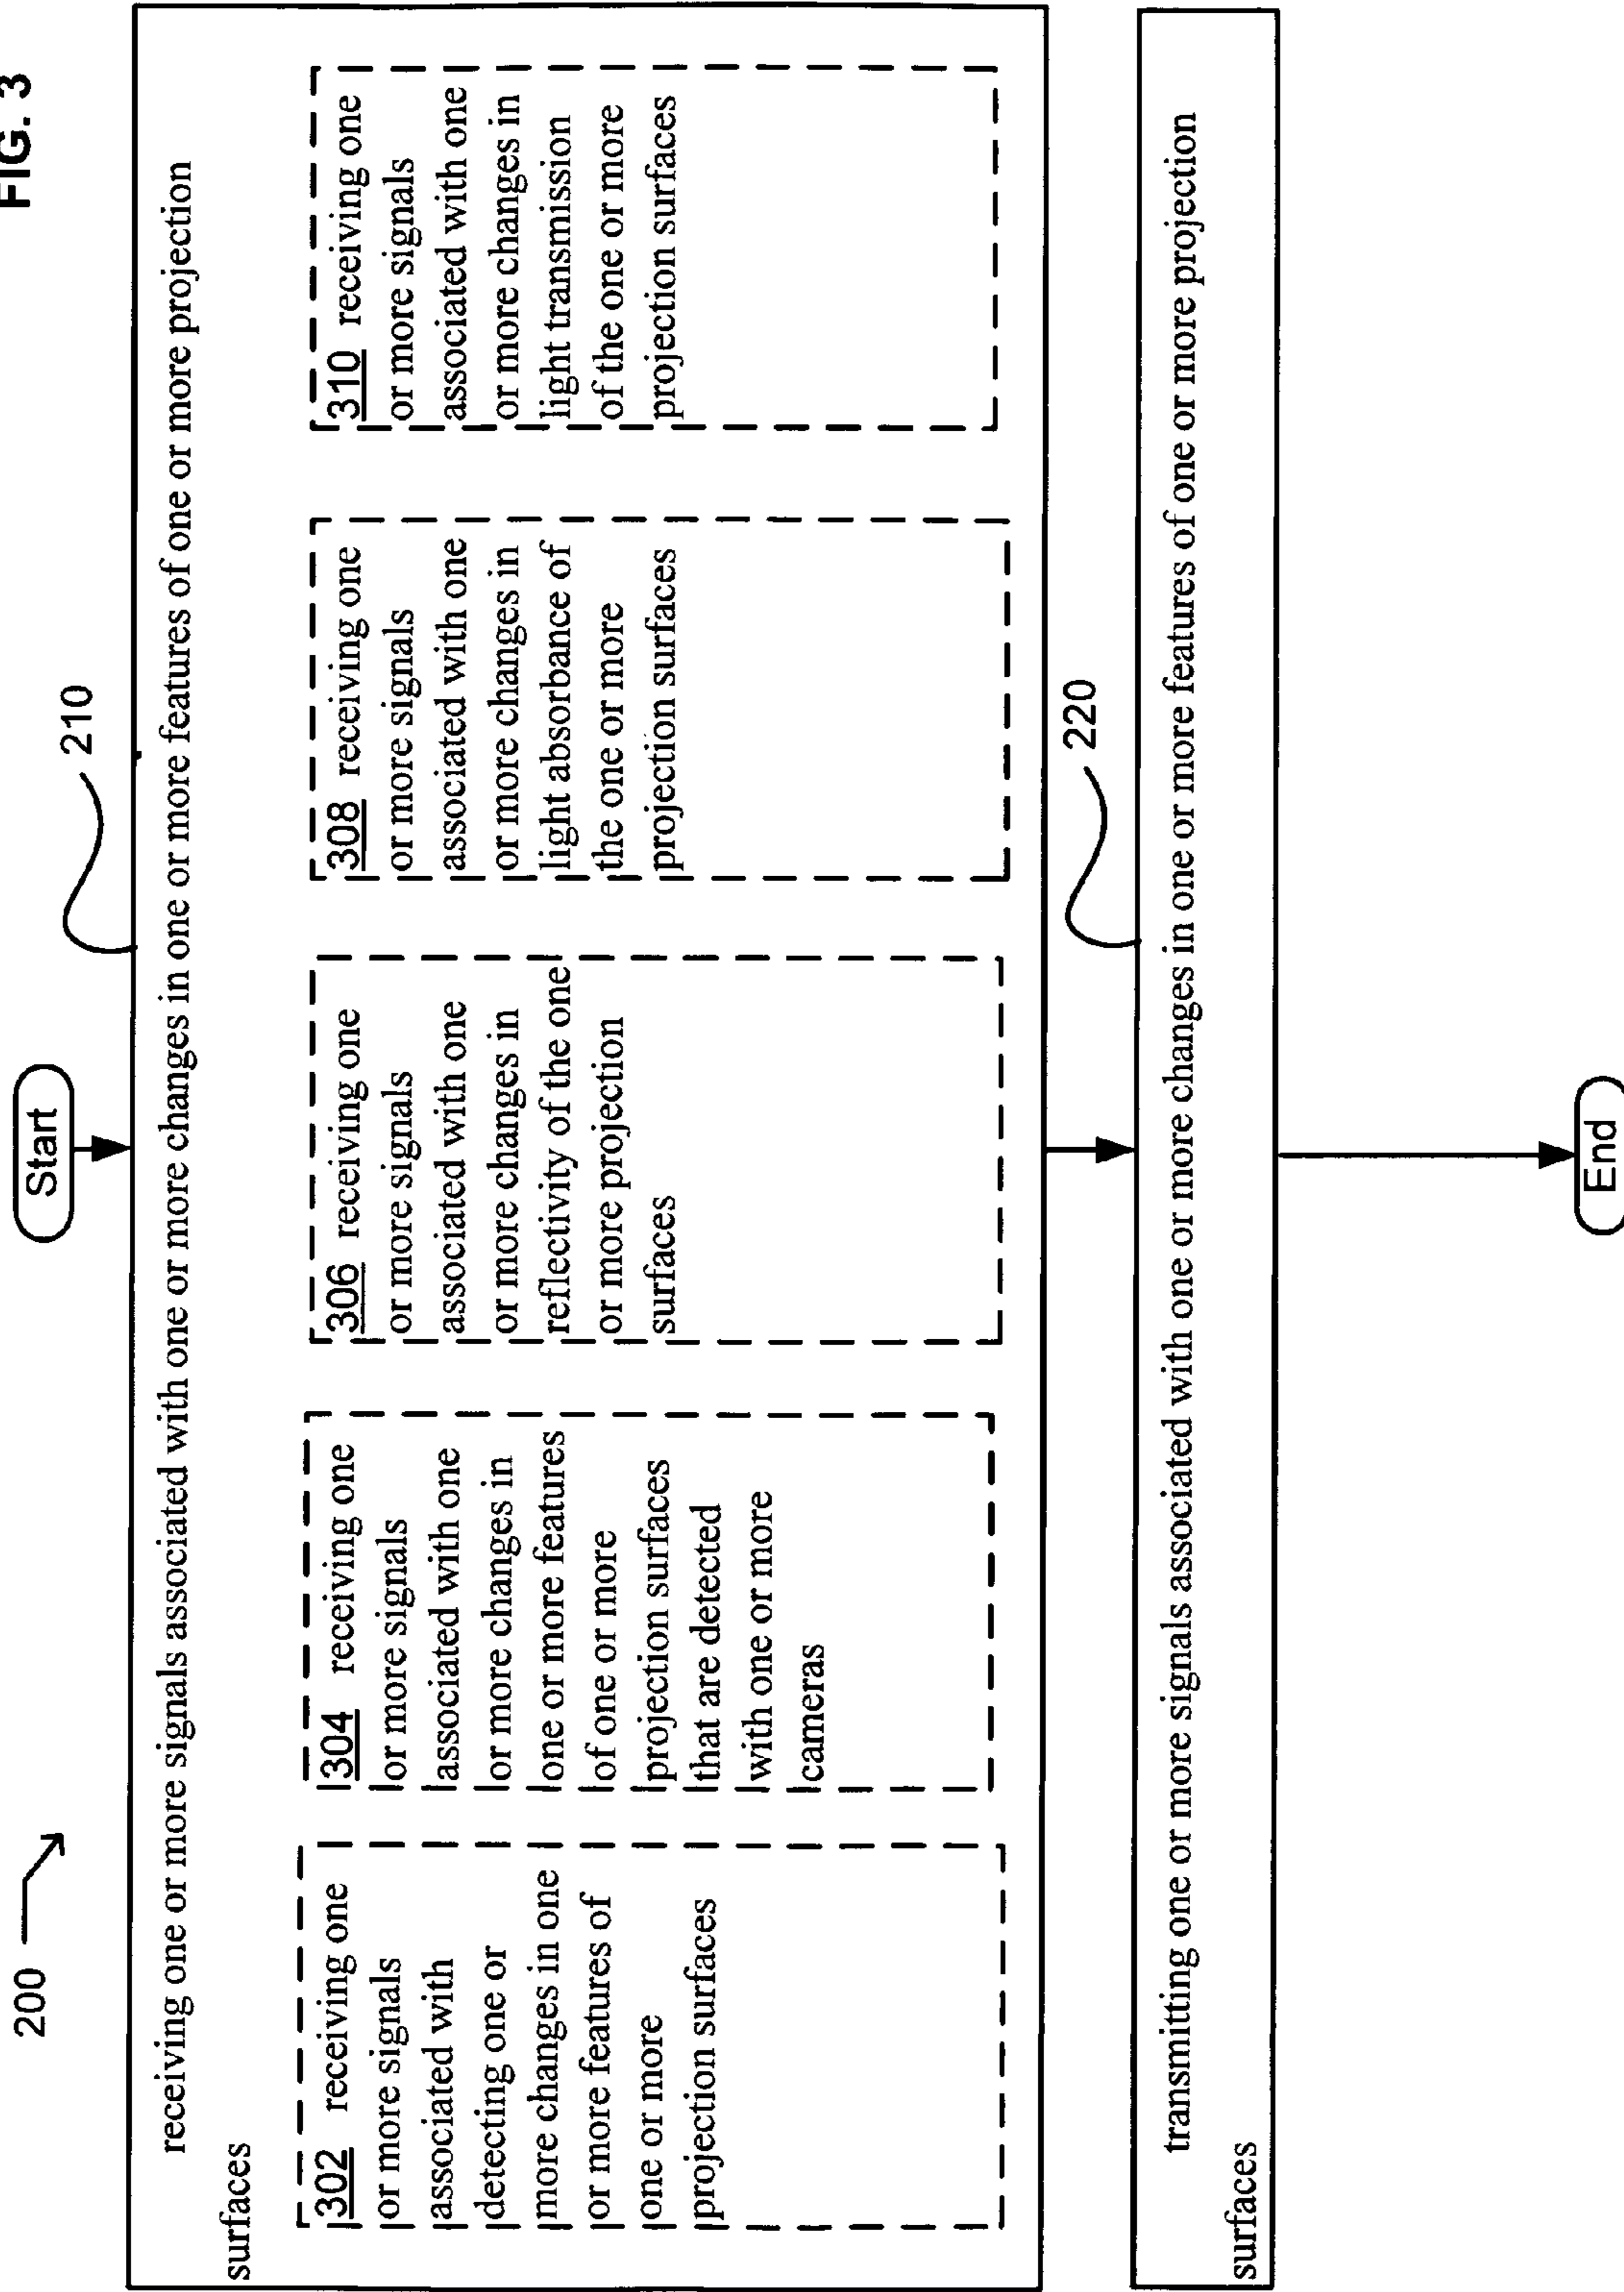 FIG. 3
200
Start
210
receiving one or more signals associated with one or more changes in one or more features of one or more projection
surfaces
302 receiving one
or more signals
associated with
detecting one or
more changes in one
or more features of
one or more
projection surfaces
304 receiving one
or more signals
associated with one
or more changes in
one or more features
of one or more
projection surfaces
that are detected
with one or more
cameras
306 receiving one
or more signals
associated with one
or more changes in
reflectivity of the one
or more projection
surfaces
308 receiving one
or more signals
associated with one
or more changes in
light absorbance of
the one or more
projection surfaces
310 receiving one
or more signals
associated with one
or more changes in
light transmission
of the one or more
projection surfaces
220
transmitting one or more signals associated with one or more changes in one or more features of one or more projection
surfaces
End